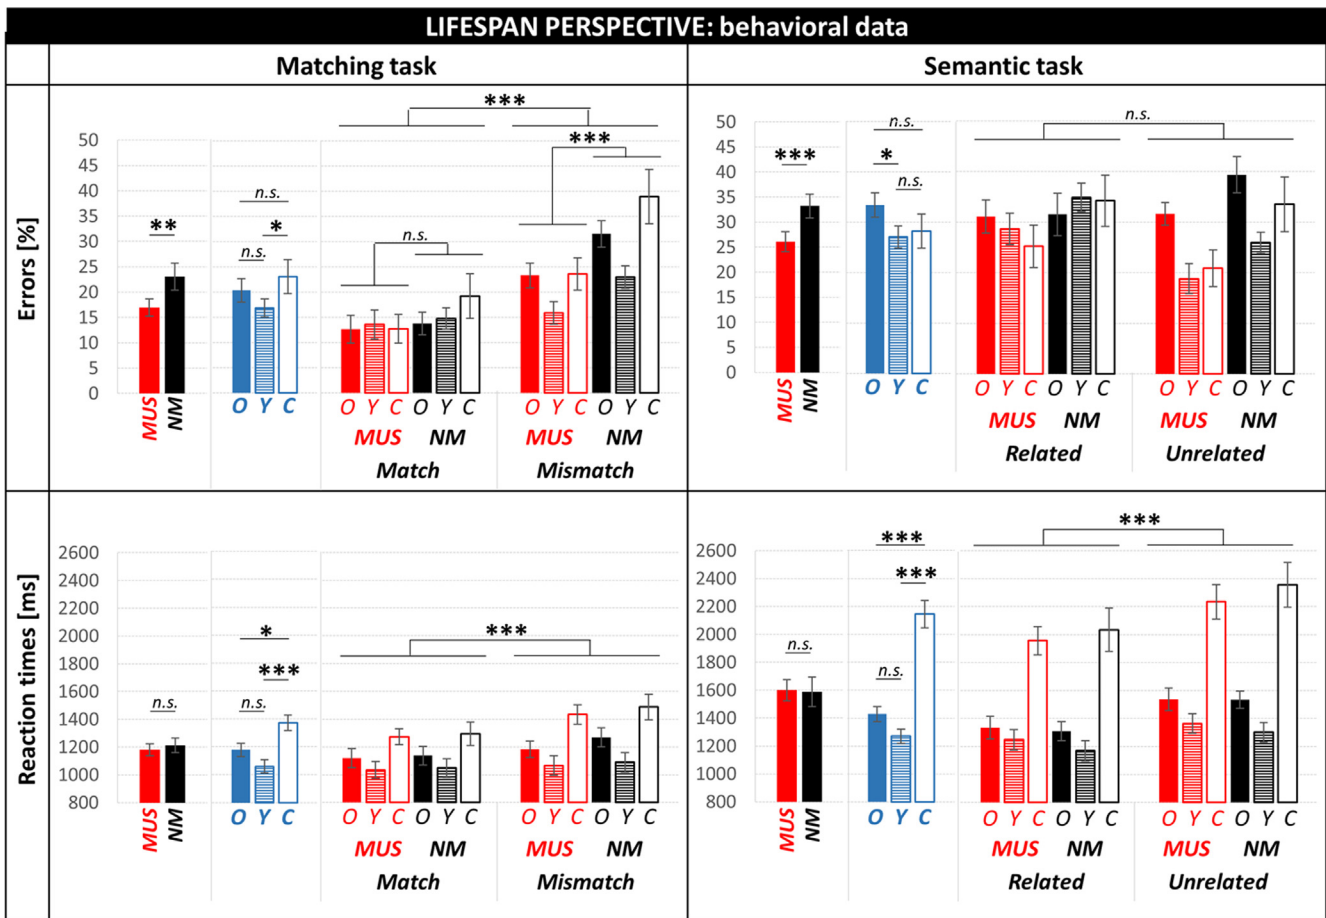 LIFESPAN PERSPECTIVE: behavioral data
Matching task
Semantic task
Errors [%]
50
45
40
35
30
25
20
15
10
5
0
**
n.s.
n.s.
*
n.s.
***
***
MUS
NM
O Y C
O Y C O Y C
MUS NM
Match
O Y C O Y C
MUS NM
Mismatch
50
45
40
35
30
25
20
15
10
5
0
***
n.s.
*
n.s.
n.s.
MUS
NM
O Y C
O Y C O Y C
MUS NM
Related
O Y C O Y C
MUS NM
Unrelated
Reaction times [ms]
2600
2400
2200
2000
1800
1600
1400
1200
1000
800
n.s.
*
***
n.s.
***
MUS
NM
O Y C
O Y C O Y C
MUS NM
Match
O Y C O Y C
MUS NM
Mismatch
2600
2400
2200
2000
1800
1600
1400
1200
1000
800
n.s.
***
***
n.s.
***
MUS
NM
O Y C
O Y C O Y C
MUS NM
Related
O Y C O Y C
MUS NM
Unrelated